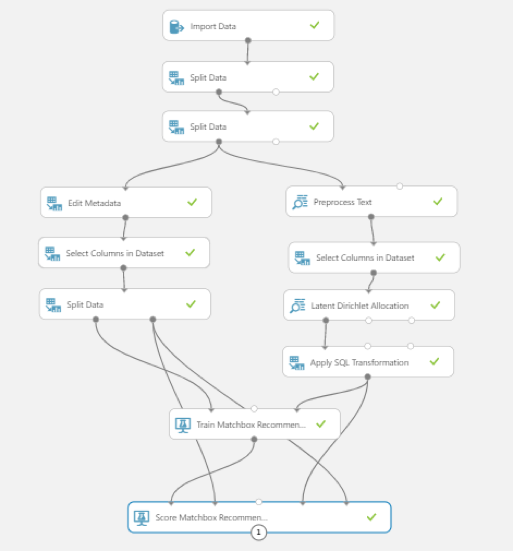 Import Data
Split Data
Split Data
Edit Metadata
Preprocess Text
Select Columns in Dataset
Select Columns in Dataset
Split Data
Latent Dirichlet Allocation
Apply SQL Transformation
Train Matchbox Recommen...
Score Matchbox Recommen...
1